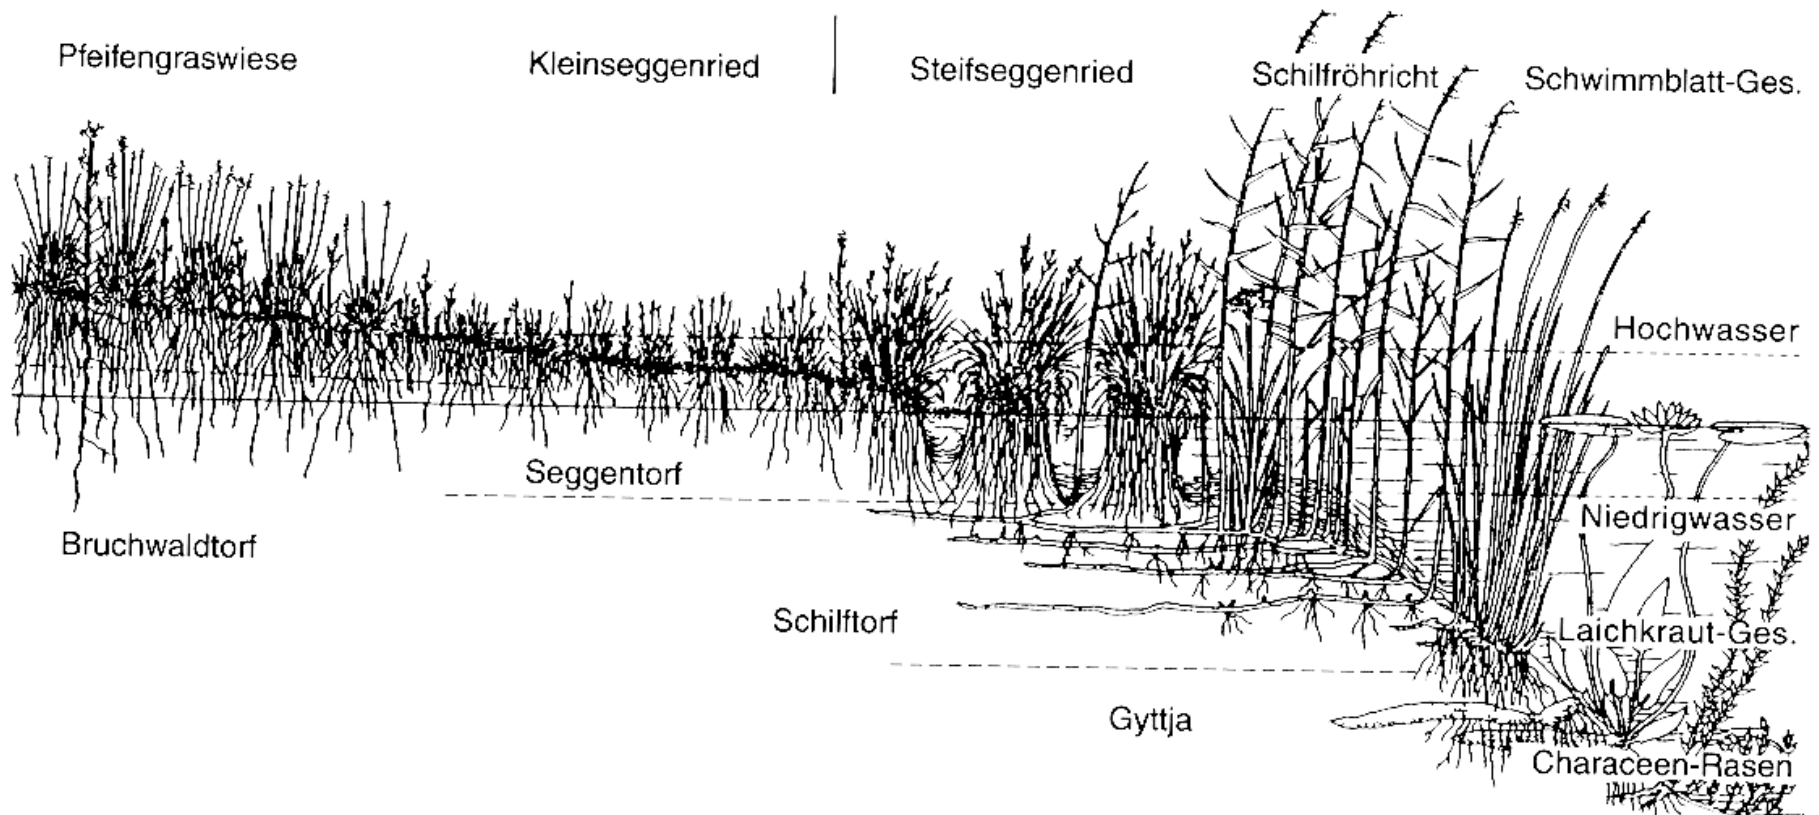 Pfeifengraswiese
Kleinseggenried
Steifseggenried
Schilfröhricht
Schwimmblatt-Ges.
Hochwasser
Seggentorf
Niedrigwasser
Bruchwaldtorf
Schilftorf
Laichkraut-Ges.
Gyttja
Characeen-Rasen